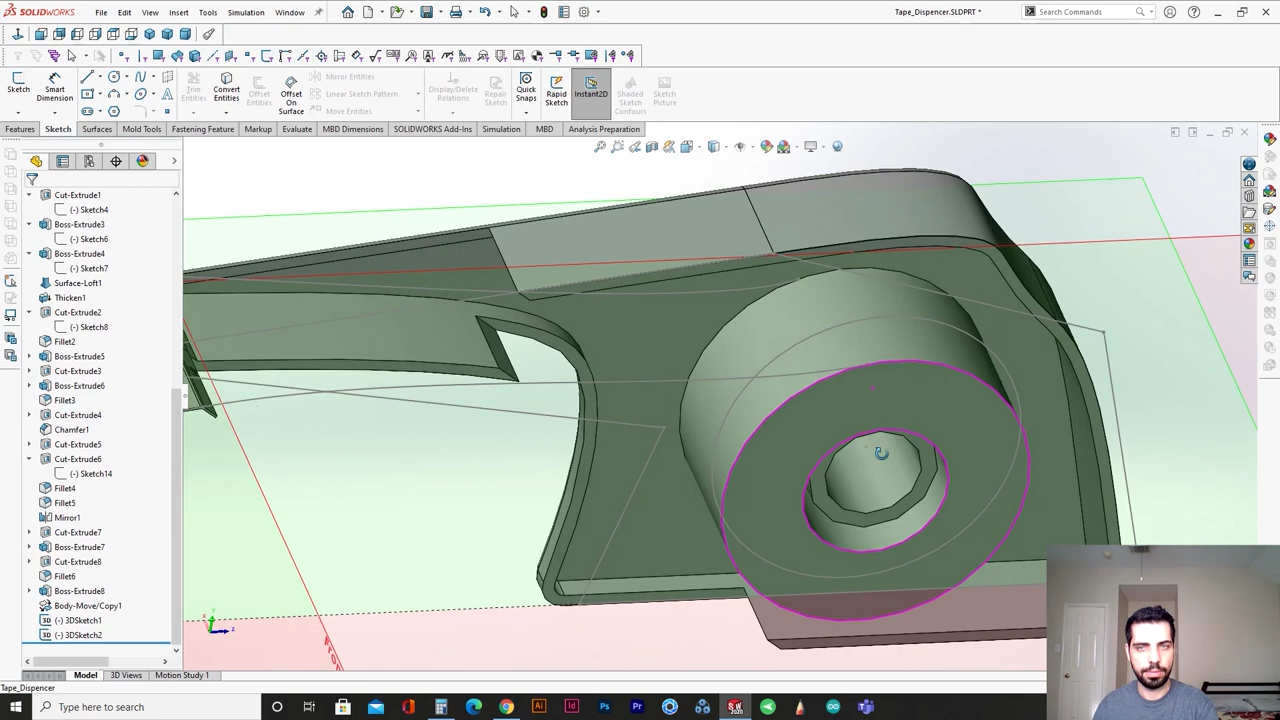 SOLIDWORKS File Edit View Insert Tools Simulation Window Tape_Dispenser.SLDPRT * Search Commands
Sketch Smart Dimension Trim Entities Convert Entities Offset Entities Offset On Surface Mirror Entities Linear Sketch Pattern Move Entities Display/Delete Relations Repair Sketch Quick Snaps Rapid Sketch Instant2D Shaded Sketch Contours Sketch Picture
Features Sketch Surfaces Mold Tools Fastening Feature Markup Evaluate MBD Dimensions SOLIDWORKS Add-Ins Simulation MBD Analysis Preparation
Cut-Extrude1
(-) Sketch4
Boss-Extrude3
(-) Sketch6
Boss-Extrude4
(-) Sketch7
Surface-Loft1
Thicken1
Cut-Extrude2
(-) Sketch8
Fillet2
Boss-Extrude5
Cut-Extrude3
Boss-Extrude6
Fillet3
Cut-Extrude4
Chamfer1
Cut-Extrude5
Cut-Extrude6
(-) Sketch14
Fillet4
Fillet5
Mirror1
Cut-Extrude7
Boss-Extrude7
Cut-Extrude8
Fillet6
Boss-Extrude8
Body-Move/Copy1
3D (-) 3DSketch1
3D (-) 3DSketch2
Model 3D Views Motion Study 1
Tape_Dispenser
Type here to search